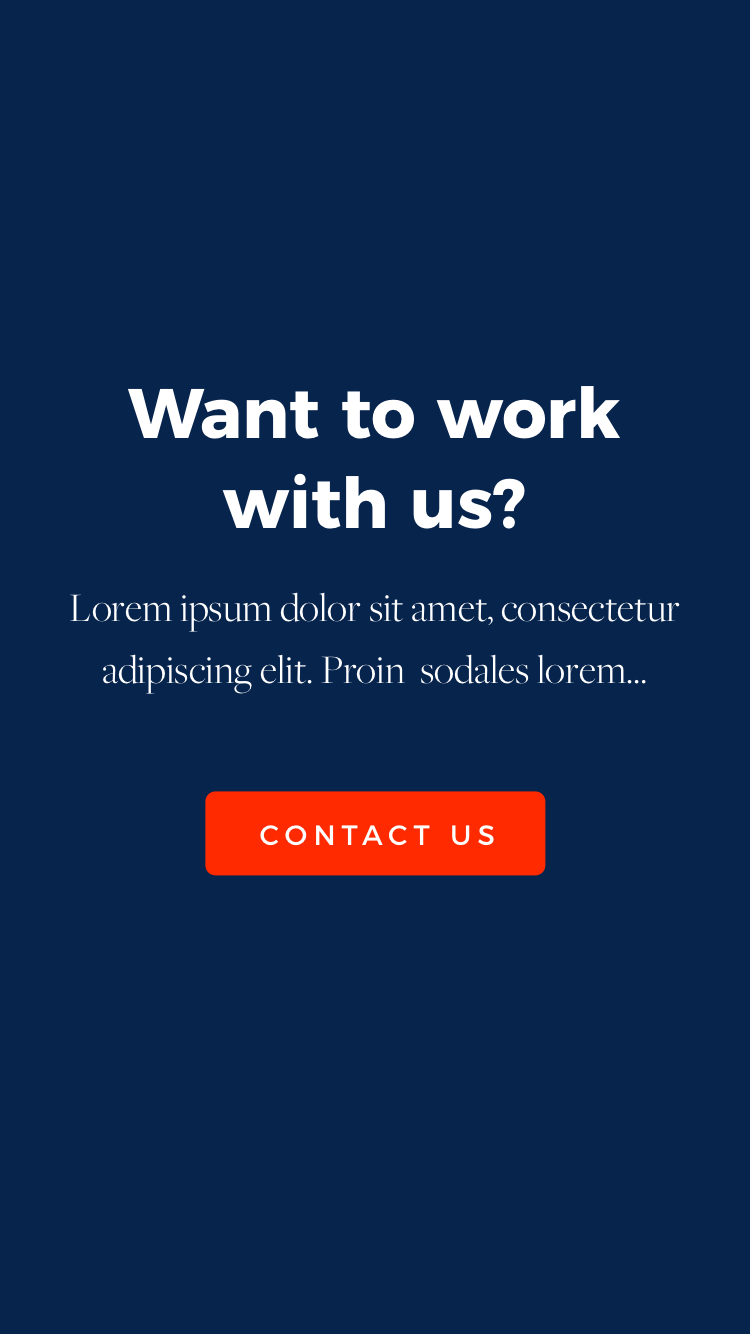 Want to work
with us?
Lorem ipsum dolor sit amet, consectetur
adipiscing elit. Proin  sodales lorem...
CONTACT US